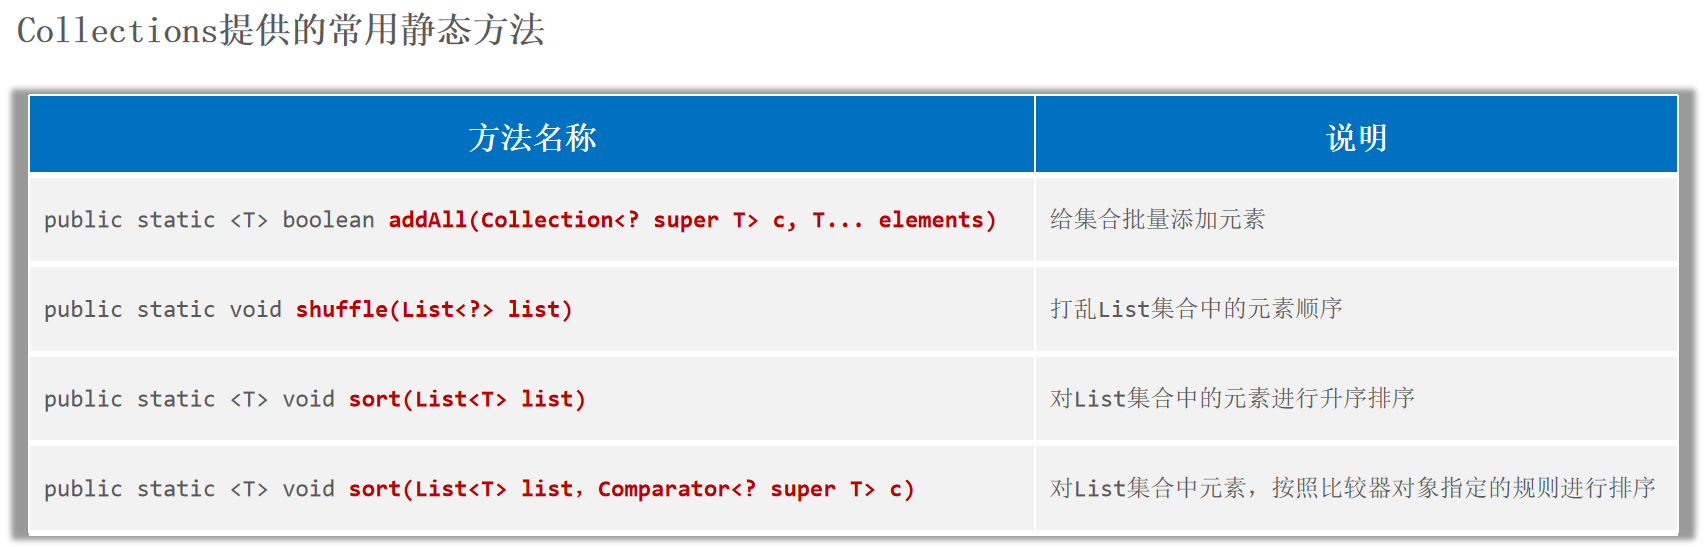 Collections提供的常用静态方法
方法名称 说明
public static <T> boolean addAll(Collection<? super T> c, T... elements) 给集合批量添加元素
public static void shuffle(List<?> list) 打乱List集合中的元素顺序
public static <T> void sort(List<T> list) 对List集合中的元素进行升序排序
public static <T> void sort(List<T> list，Comparator<? super T> c) 对List集合中元素，按照比较器对象指定的规则进行排序